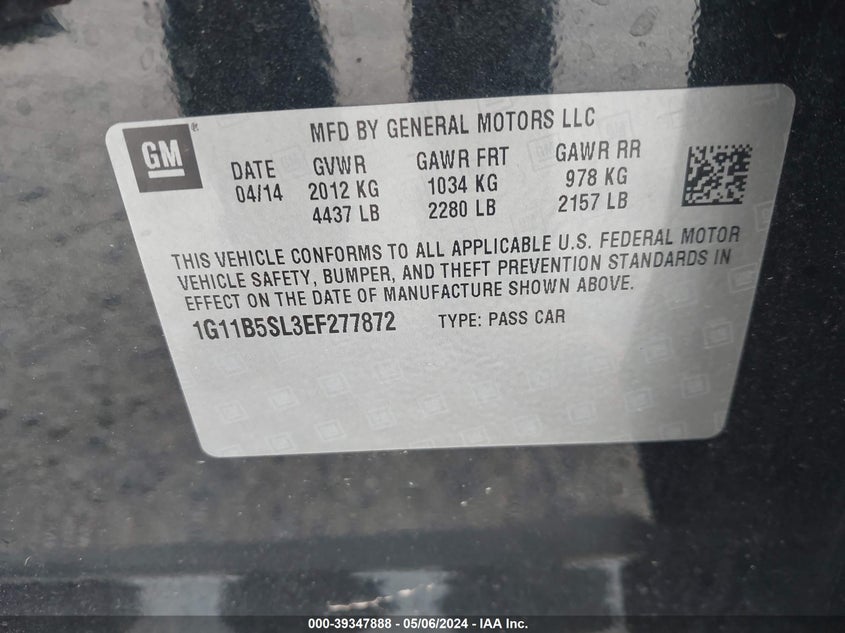 GM®
MFD BY GENERAL MOTORS LLC
DATE GVWR GAWR FRT GAWR RR
04/14 2012 KG 1034 KG 978 KG
4437 LB 2280 LB 2157 LB
THIS VEHICLE CONFORMS TO ALL APPLICABLE U.S. FEDERAL MOTOR
VEHICLE SAFETY, BUMPER, AND THEFT PREVENTION STANDARDS IN
EFFECT ON THE DATE OF MANUFACTURE SHOWN ABOVE.
1G11B5SL3EF277872 TYPE: PASS CAR
000-39347888 - 05/06/2024 - IAA Inc.